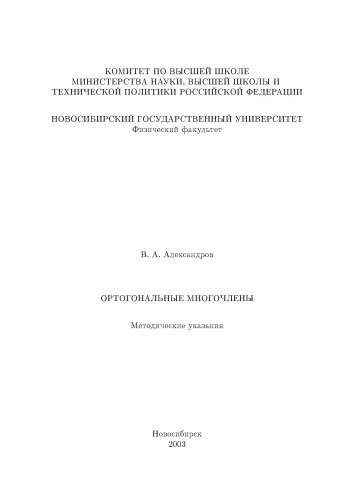 КОМИТЕТ ПО ВЫСШЕЙ ШКОЛЕ
МИНИСТЕРСТВА НАУКИ, ВЫСШЕЙ ШКОЛЫ И
ТЕХНИЧЕСКОЙ ПОЛИТИКИ РОССИЙСКОЙ ФЕДЕРАЦИИ
НОВОСИБИРСКИЙ ГОСУДАРСТВЕННЫЙ УНИВЕРСИТЕТ
Физический факультет
В. А. Александров
ОРТОГОНАЛЬНЫЕ МНОГОЧЛЕНЫ
Методические указания
Новосибирск
2003